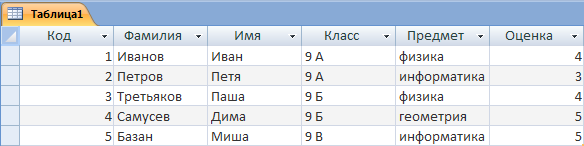 Таблица1
Код Фамилия Имя Класс Предмет Оценка
1 Иванов Иван 9 А физика 4
2 Петров Петя 9 А информатика 3
3 Третьяков Паша 9 Б физика 4
4 Самусев Дима 9 Б геометрия 5
5 Базан Миша 9 В информатика 5